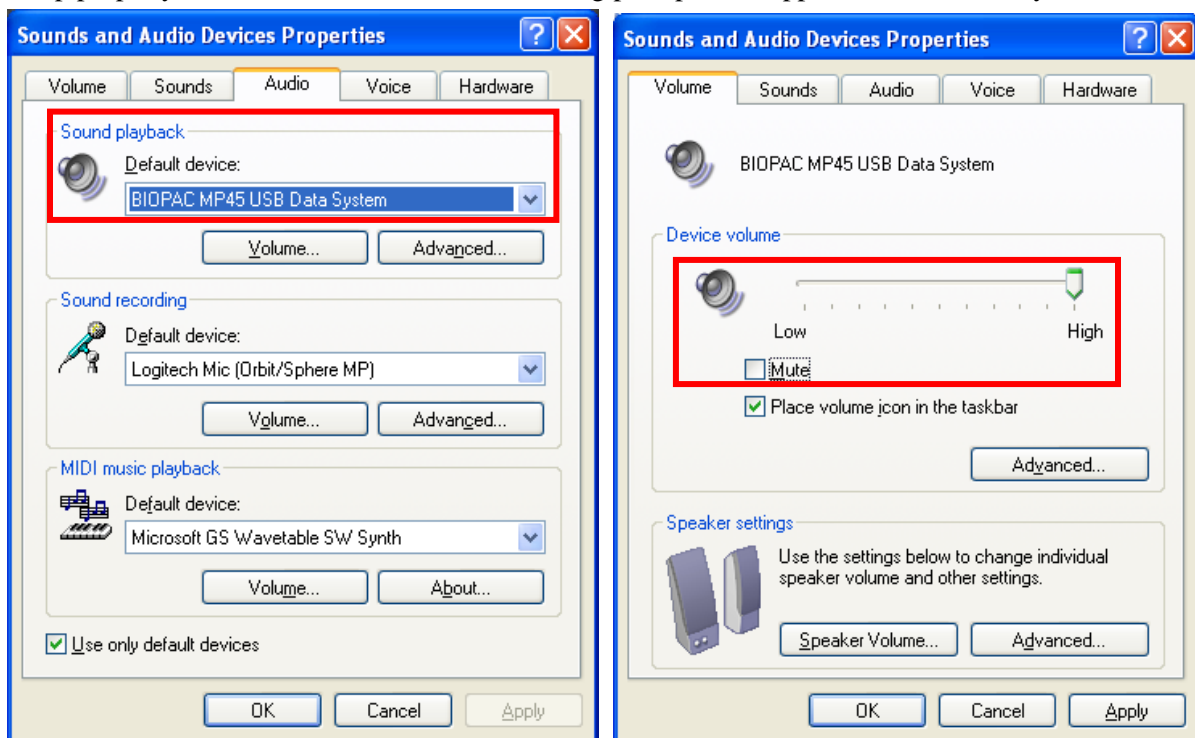 Sounds and Audio Devices Properties
Volume Sounds Audio Voice Hardware
Sound playback
Default device:
BIOPAC MP45 USB Data System
Volume... Advanced...
Sound recording
Default device:
Logitech Mic (Orbit/Sphere MP)
Volume... Advanced...
MIDI music playback
Default device:
Microsoft GS Wavetable SW Synth
Volume... About...
Use only default devices
OK Cancel Apply
Sounds and Audio Devices Properties
Volume Sounds Audio Voice Hardware
BIOPAC MP45 USB Data System
Device volume
Low High
Mute
Place volume icon in the taskbar
Advanced...
Speaker settings
Use the settings below to change individual
speaker volume and other settings.
Speaker Volume... Advanced...
OK Cancel Apply